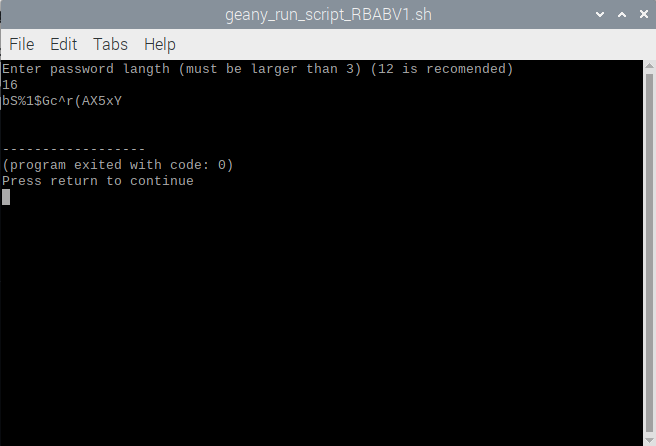 geany_run_script_RBABV1.sh
File Edit Tabs Help
Enter password langth (must be larger than 3) (12 is recomended)
16
bS%1$Gc^r(AX5xY
------------------
(program exited with code: 0)
Press return to continue